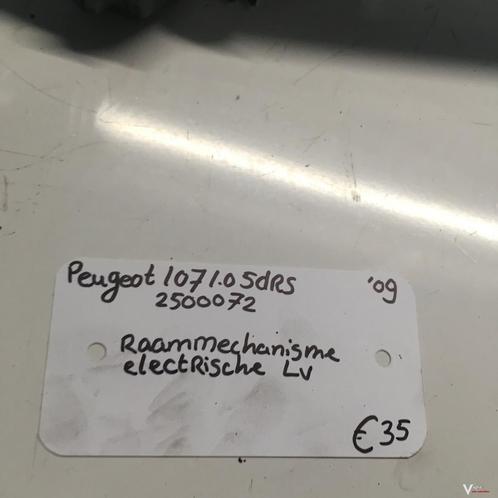 Peugeot 107 1.0 5dRS '09
2500072
Raammechanisme
electRische Lv
€35